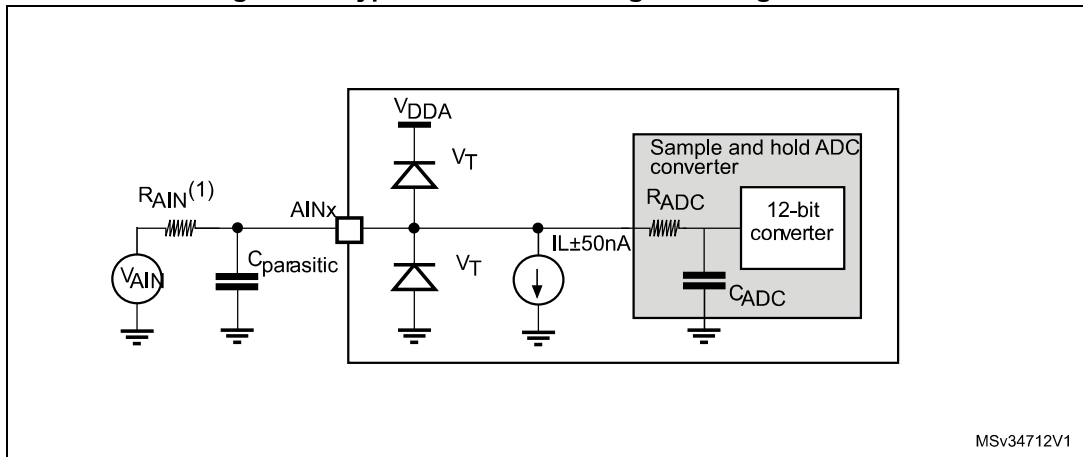 VDDA
VT
Sample and hold ADC
converter
RAIN(1)
AINx
RADC
12-bit
converter
IL±50nA
VAIN
Cparasitic
VT
CADC
MSv34712V1